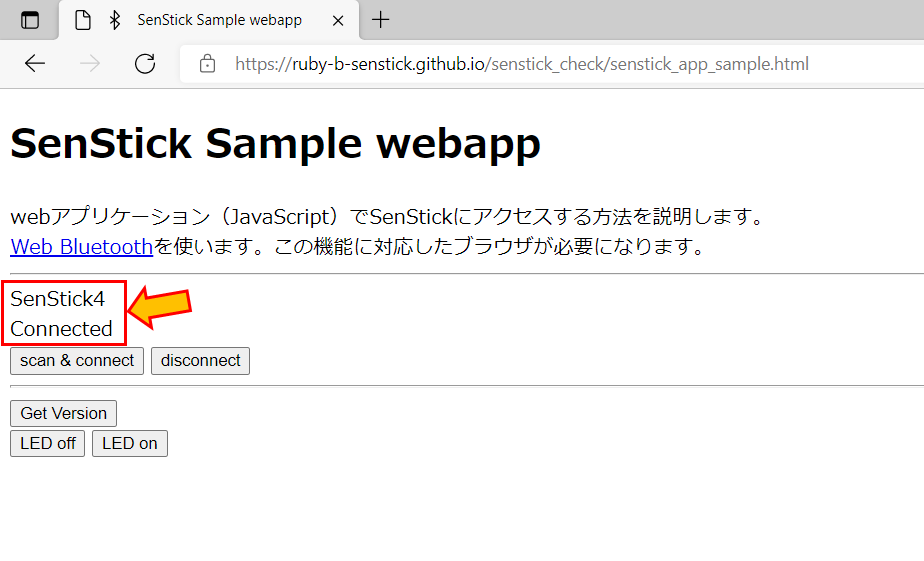 SenStick Sample webapp
https://ruby-b-senstick.github.io/senstick_check/senstick_app_sample.html
SenStick Sample webapp
webアプリケーション（JavaScript）でSenStickにアクセスする方法を説明します。
Web Bluetoothを使います。この機能に対応したブラウザが必要になります。
SenStick4
Connected
scan & connect disconnect
Get Version
LED off LED on